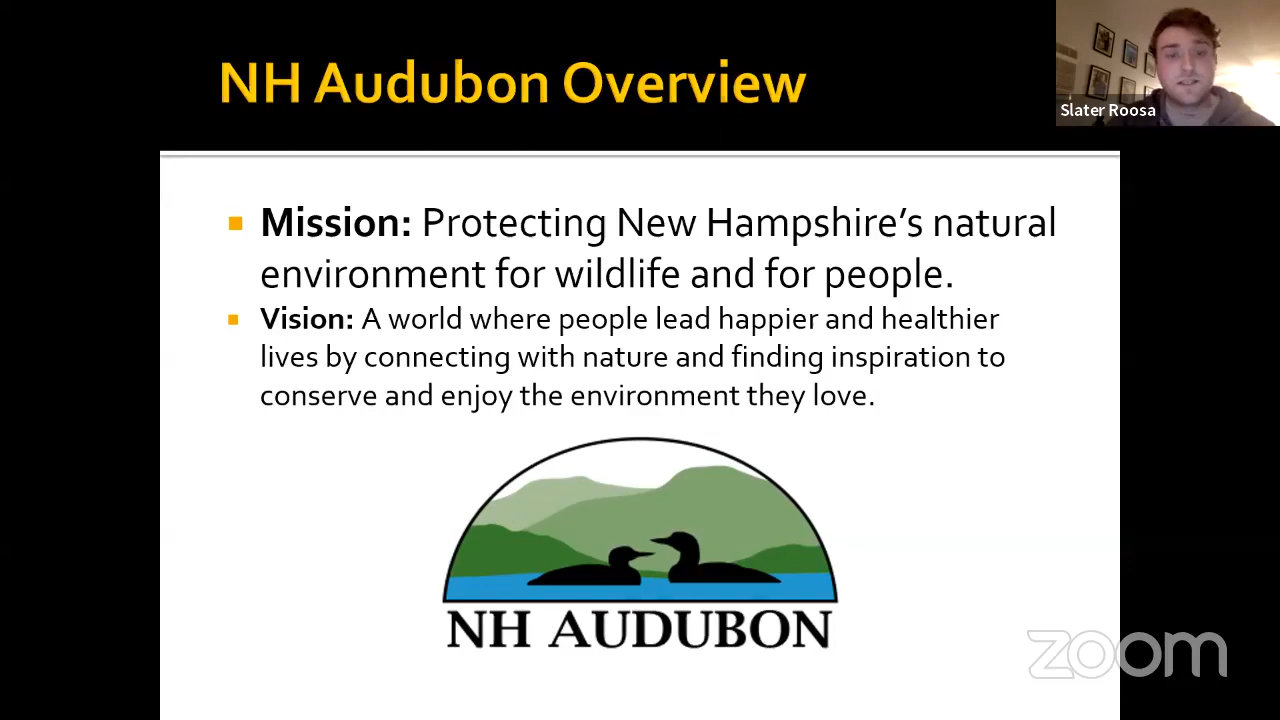 NH Audubon Overview
Slater Roosa
Mission: Protecting New Hampshire's natural
environment for wildlife and for people.
Vision: A world where people lead happier and healthier
lives by connecting with nature and finding inspiration to
conserve and enjoy the environment they love.
NH AUDUBON
zoom